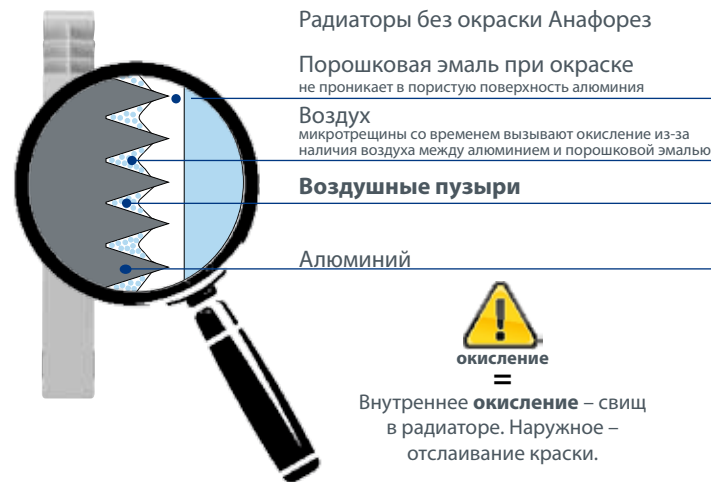 Радиаторы без окраски Анафорез
Порошковая эмаль при окраске
не проникает в пористую поверхность алюминия
Воздух
микротрещины со временем вызывают окисление из-за
наличия воздуха между алюминием и порошковой эмалью
Воздушные пузыри
Алюминий
окисление
=
Внутреннее окисление – свищ
в радиаторе. Наружное –
отслаивание краски.